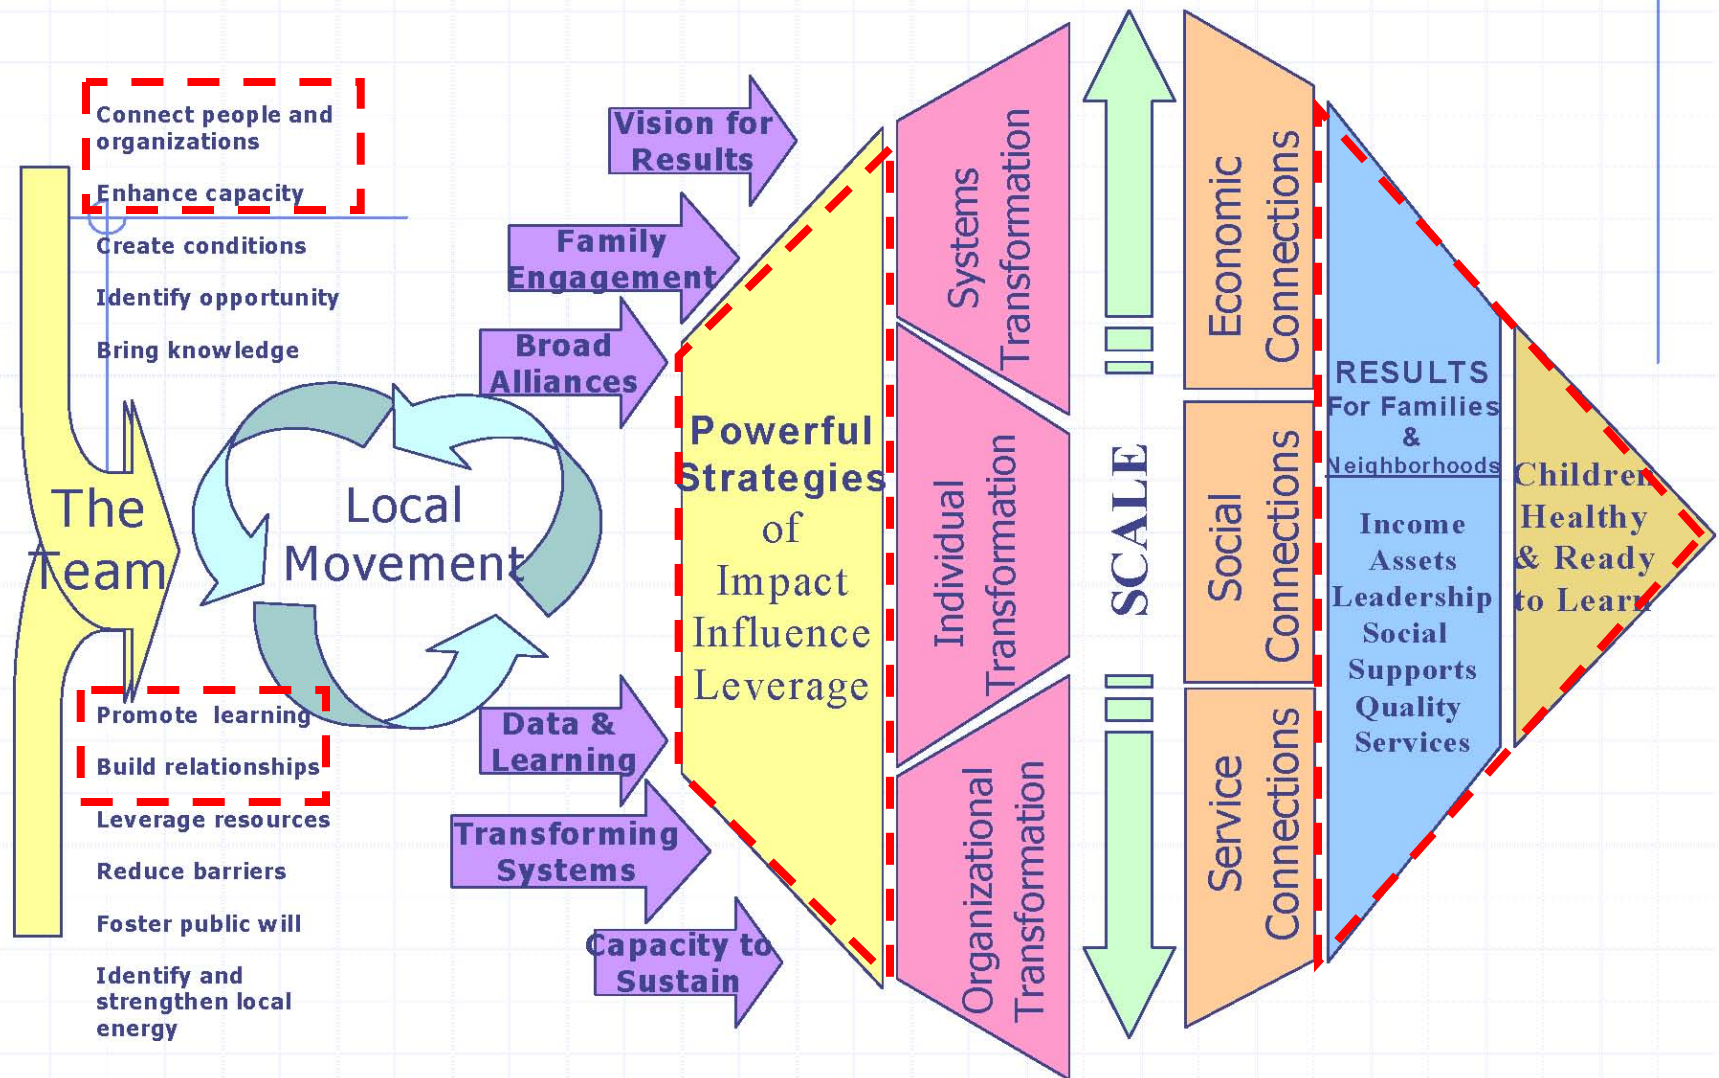 Connect people and
organizations
Enhance capacity
Create conditions
Identify opportunity
Bring knowledge
The
Team
Promote learning
Build relationships
Leverage resources
Reduce barriers
Foster public will
Identify and
strengthen local
energy
Local
Movement
Vision for
Results
Family
Engagement
Broad
Alliances
Data &
Learning
Transforming
Systems
Capacity to
Sustain
Powerful
Strategies
of
Impact
Influence
Leverage
Systems
Transformation
Individual
Transformation
Organizational
Transformation
SCALE
Economic
Connections
Social
Connections
Service
Connections
RESULTS
For Families
&
Neighborhoods
Income
Assets
Leadership
Social
Supports
Quality
Services
Children
Healthy
& Ready
to Learn